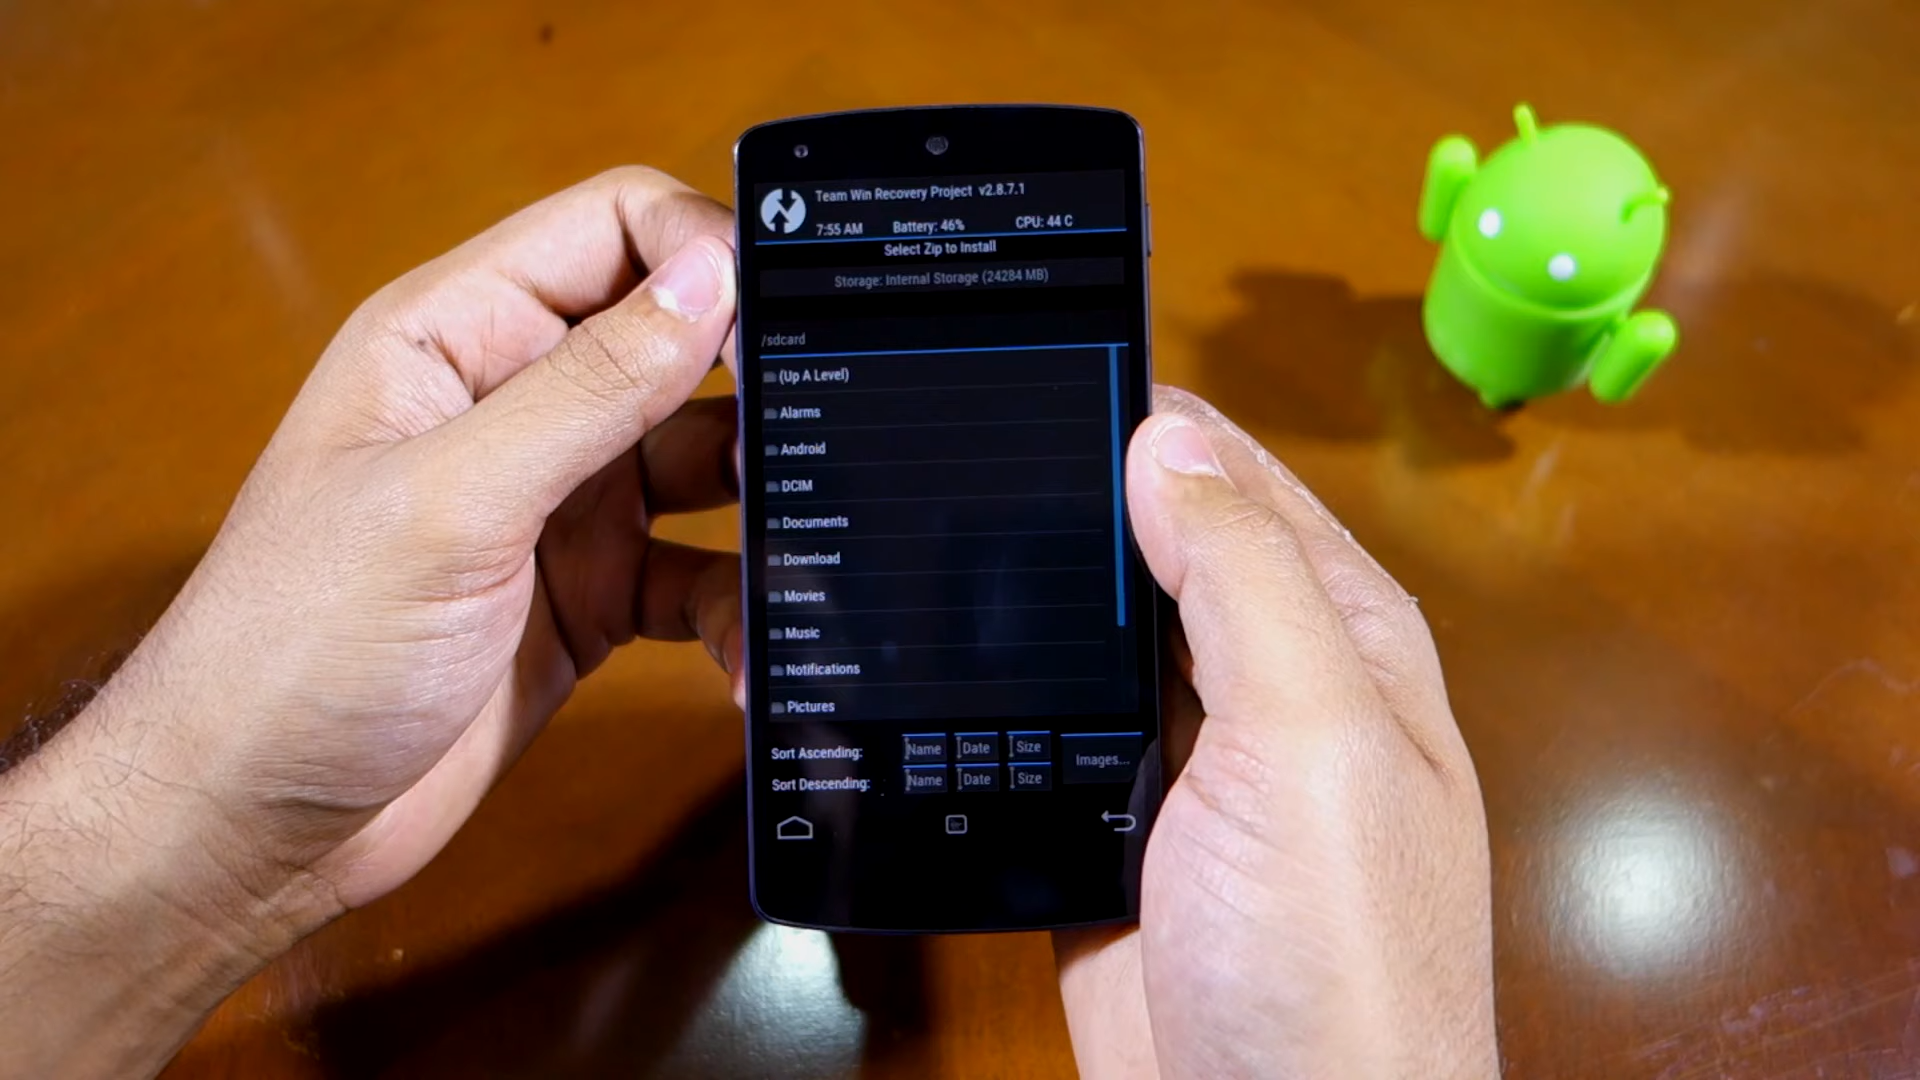 Team Win Recovery Project v2.8.7.1
7:55 AM Battery: 46% CPU: 44 C
Select Zip to Install
Storage: Internal Storage (24284 MB)
/sdcard
(Up A Level)
Alarms
Android
DCIM
Documents
Download
Movies
Music
Notifications
Pictures
Sort Ascending: Name Date Size
Images...
Sort Descending: Name Date Size